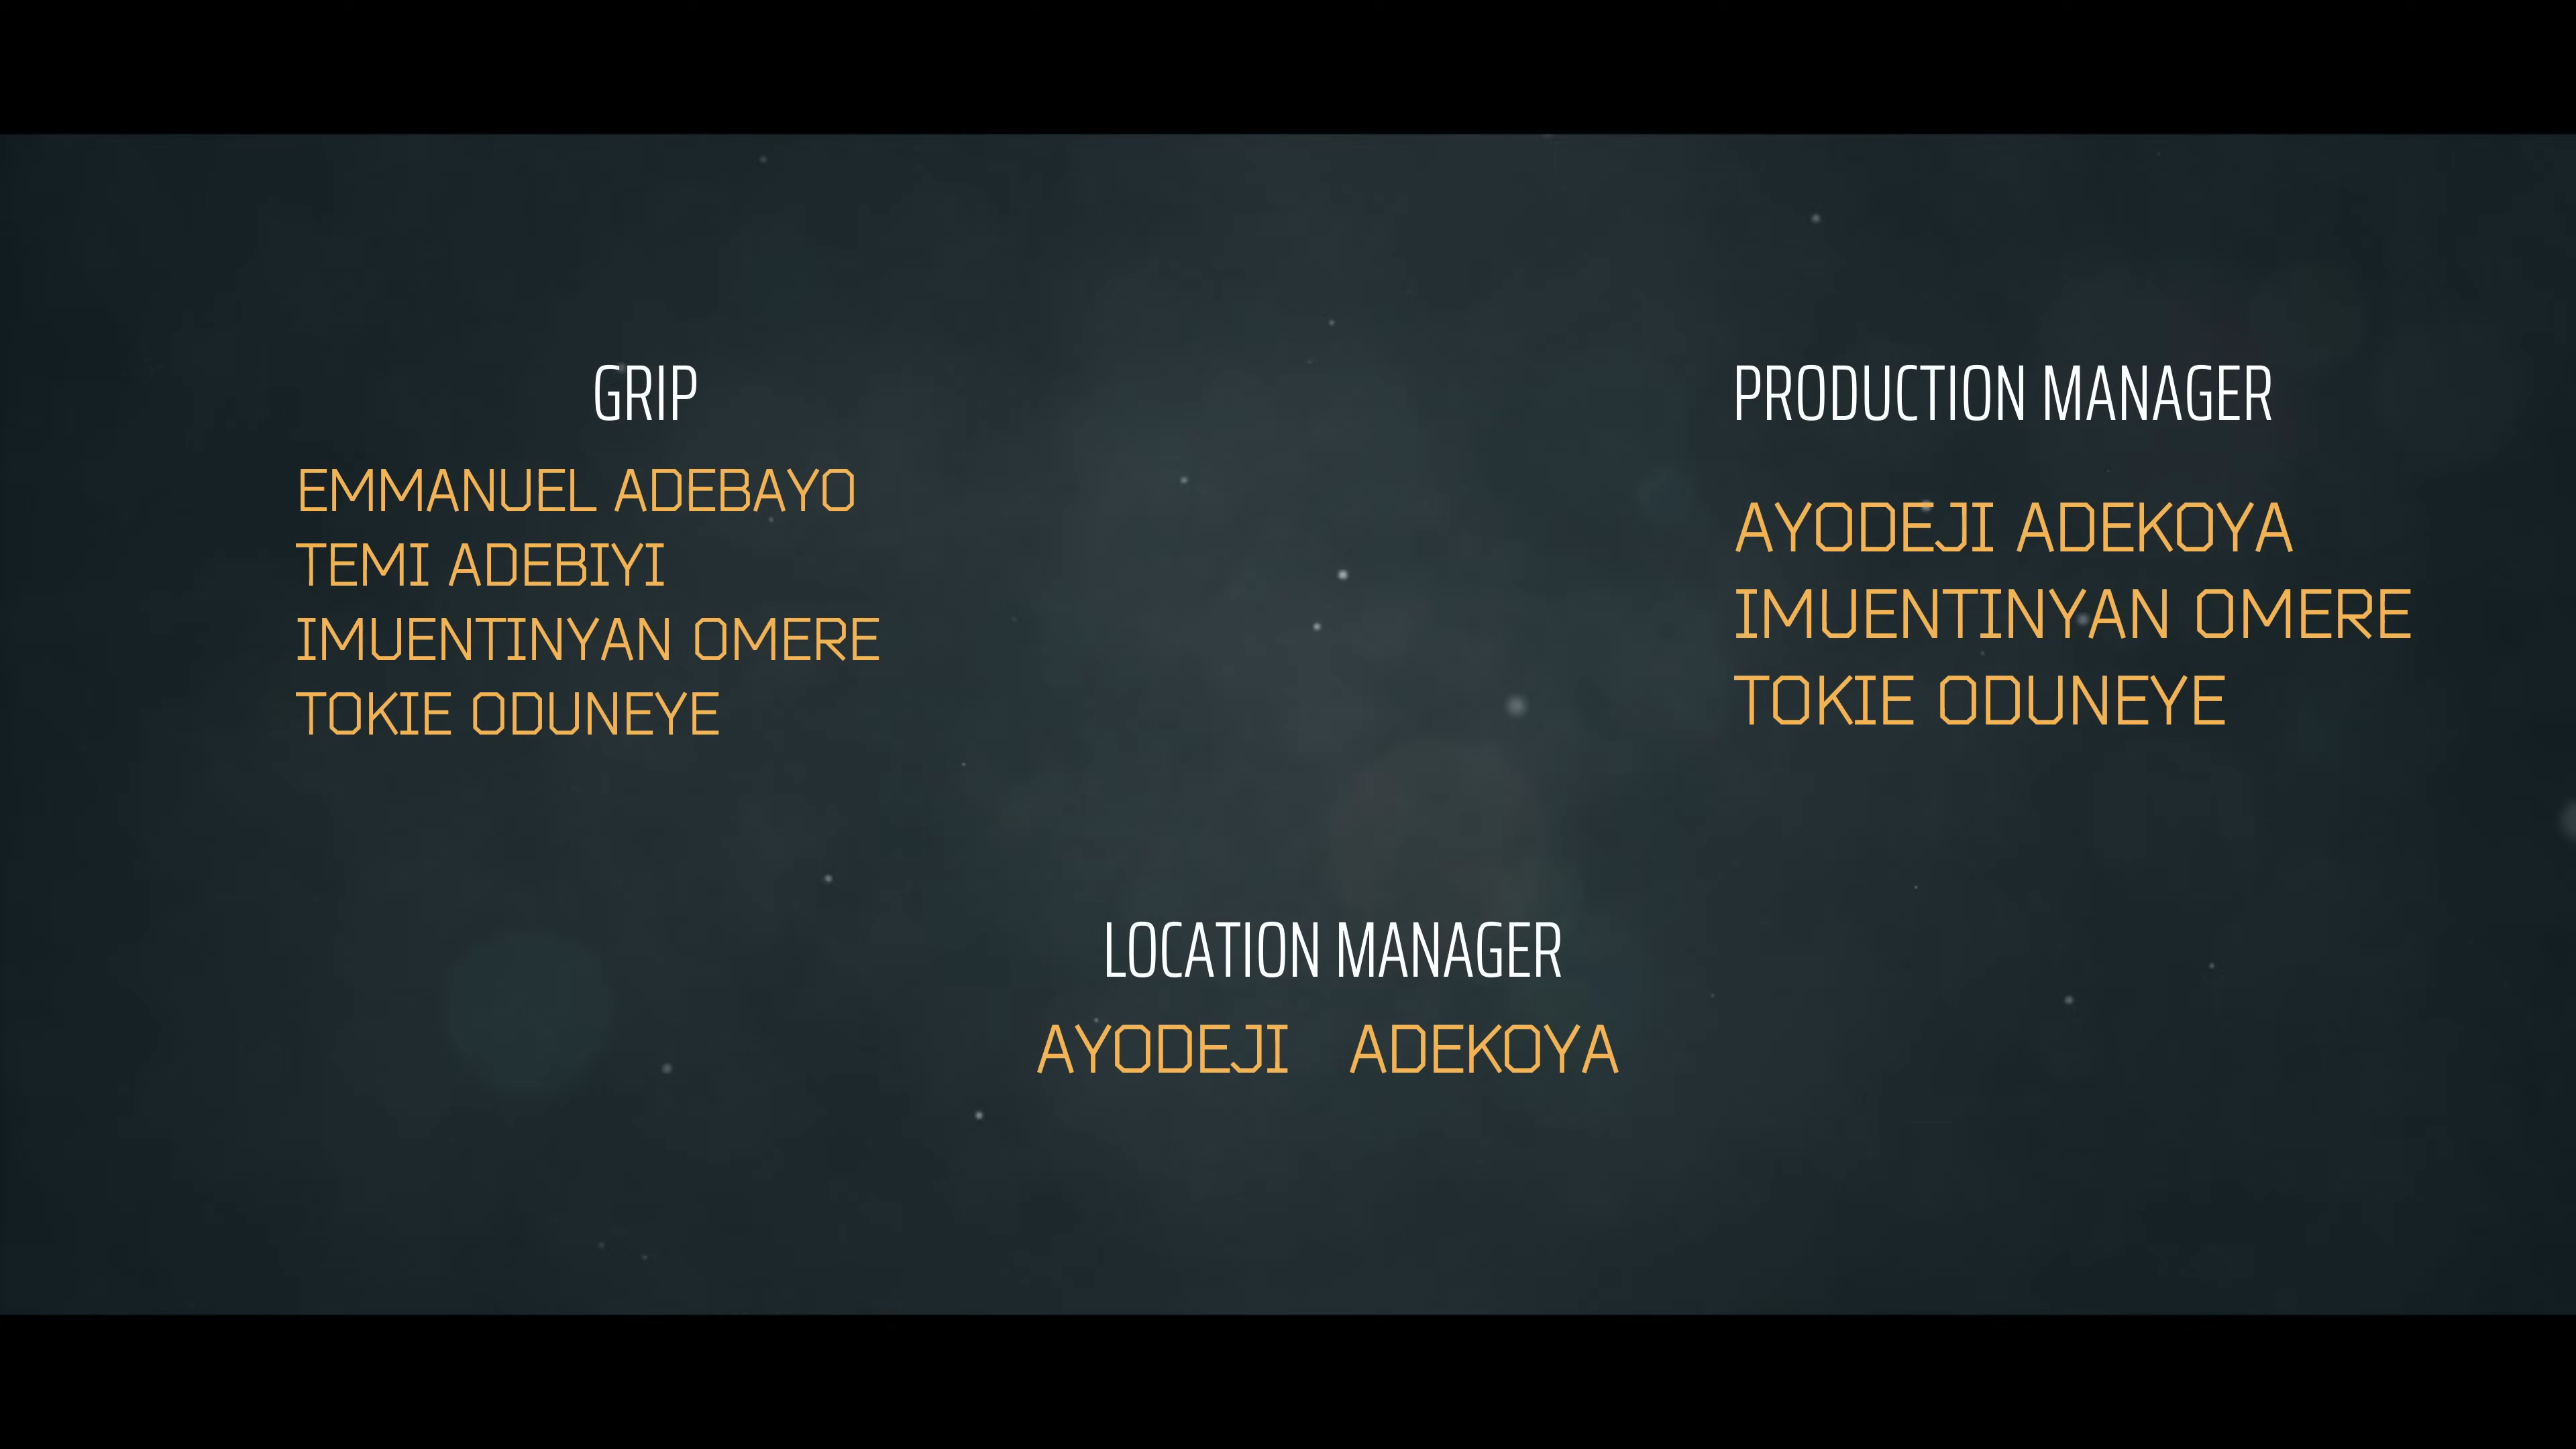 GRIP
EMMANUEL ADEBAYO
TEMI ADEBIYI
IMUENTINYAN OMERE
TOKIE ODUNEYE
PRODUCTION MANAGER
AYODEJI ADEKOYA
IMUENTINYAN OMERE
TOKIE ODUNEYE
LOCATION MANAGER
AYODEJI ADEKOYA